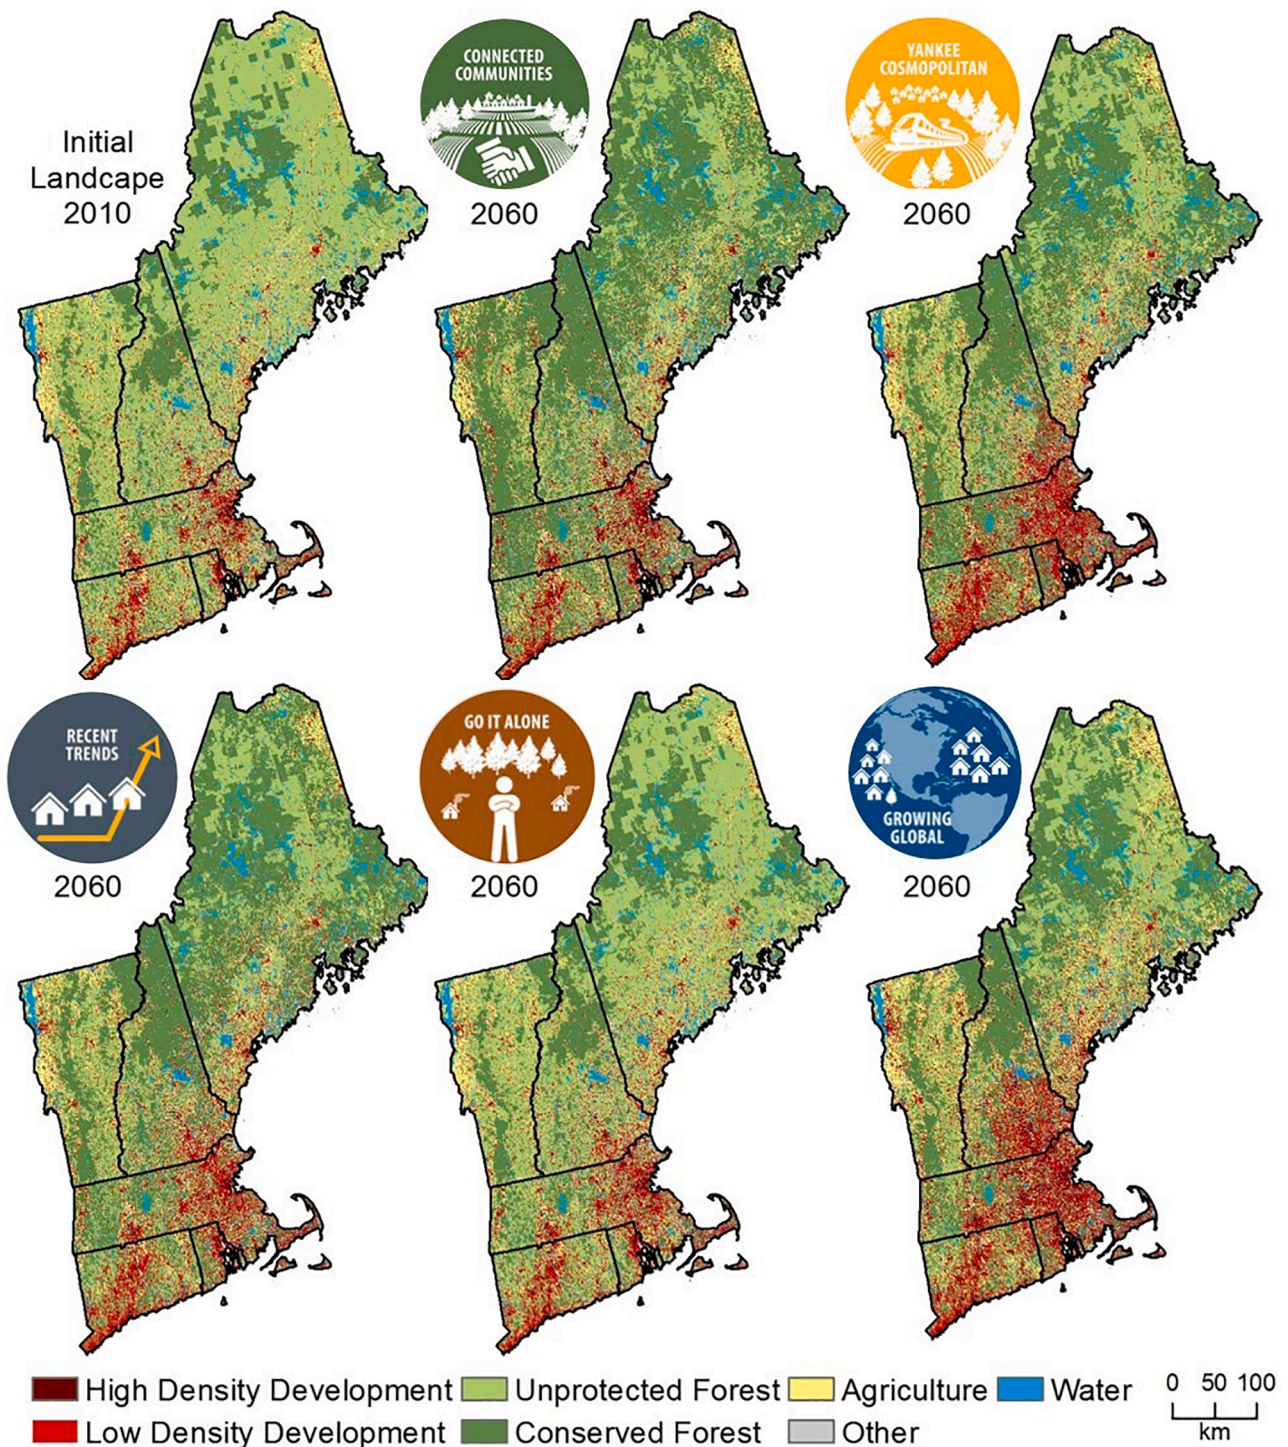 Initial
Landcape
2010
CONNECTED
COMMUNITIES
2060
YANKEE
COSMOPOLITAN
2060
RECENT
TRENDS
2060
GO IT ALONE
2060
GROWING
GLOBAL
2060
High Density Development
Unprotected Forest
Agriculture
Water
Low Density Development
Conserved Forest
Other
0 50 100
km